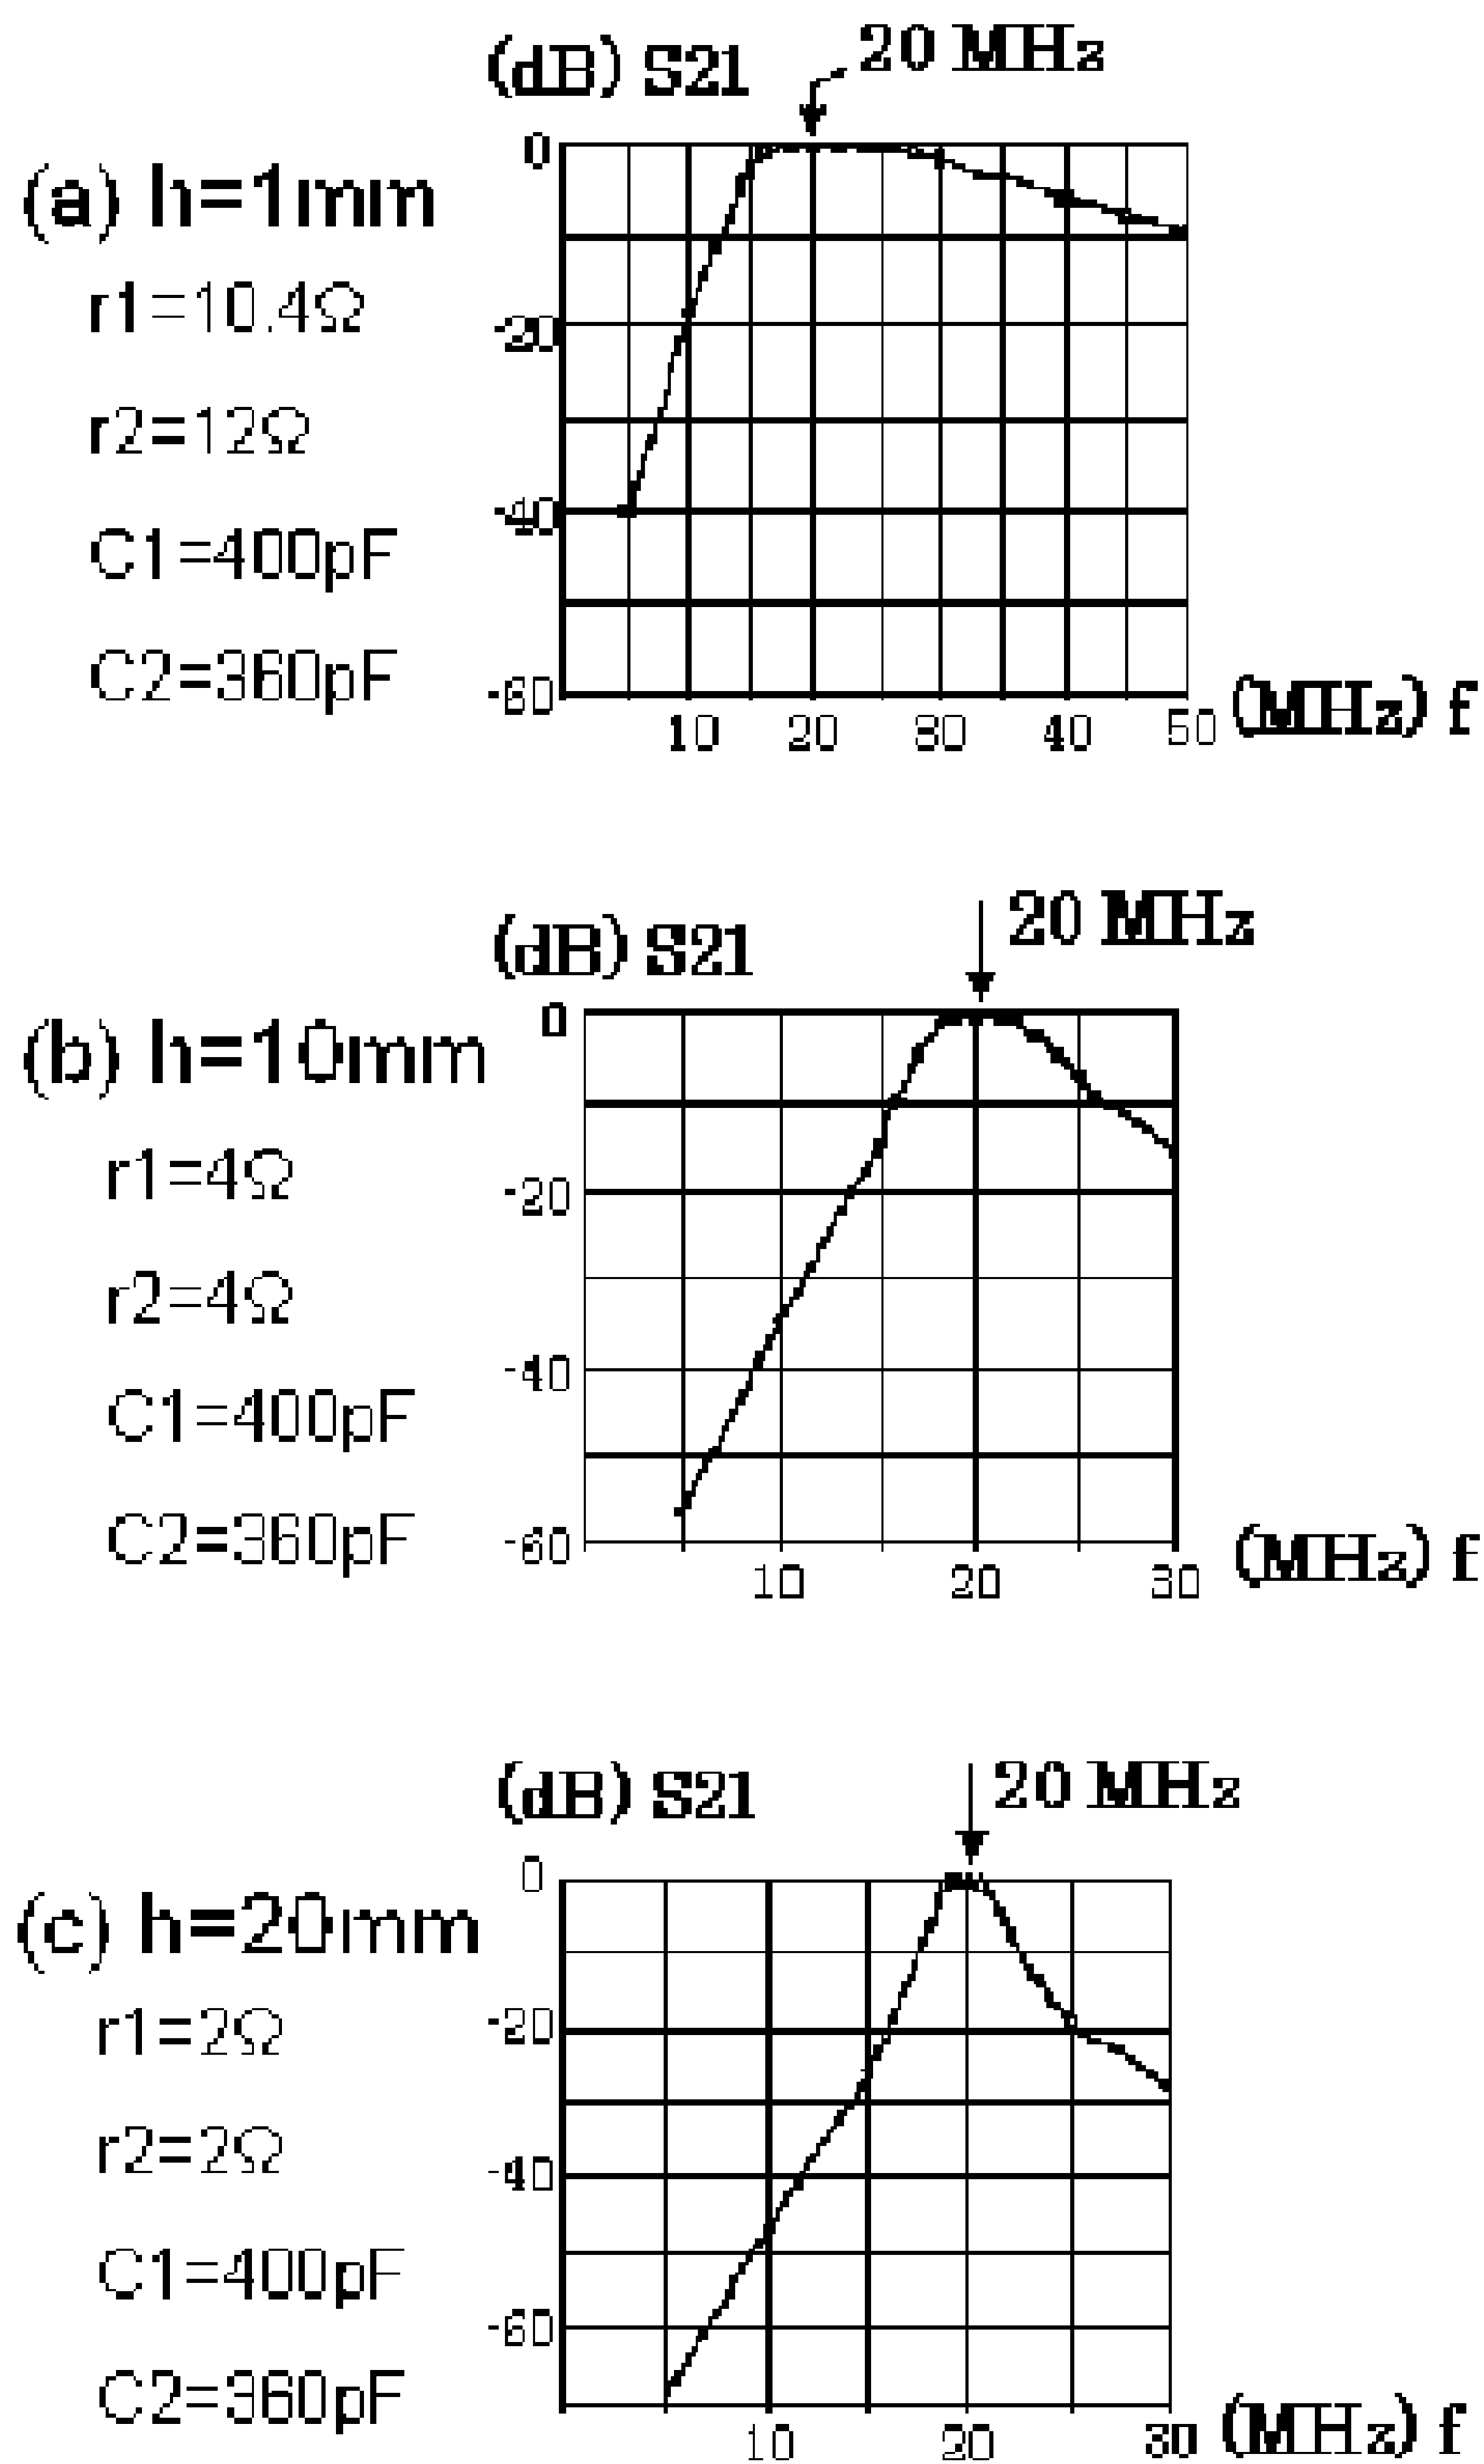 (dB) S21
20 MHz
(a) h=1mm
r1=10.4Ω
r2=12Ω
C1=400pF
C2=360pF
0
-20
-40
-60
10 20 30 40 50 (MHz) f
(dB) S21
20 MHz
(b) h=10mm
r1=4Ω
r2=4Ω
C1=400pF
C2=360pF
0
-20
-40
-60
10 20 30 (MHz) f
(dB) S21
20 MHz
(c) h=20mm
r1=2Ω
r2=2Ω
C1=400pF
C2=360pF
0
-20
-40
-60
10 20 30 (MHz) f